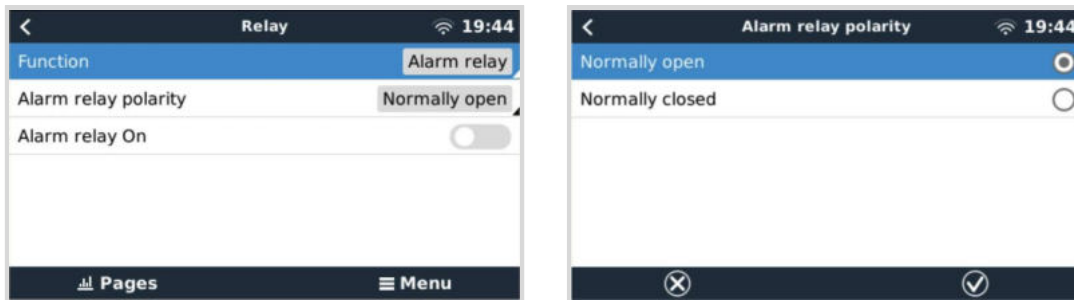 Relay 19:44
Function Alarm relay
Alarm relay polarity Normally open
Alarm relay On
Pages Menu
Alarm relay polarity 19:44
Normally open
Normally closed